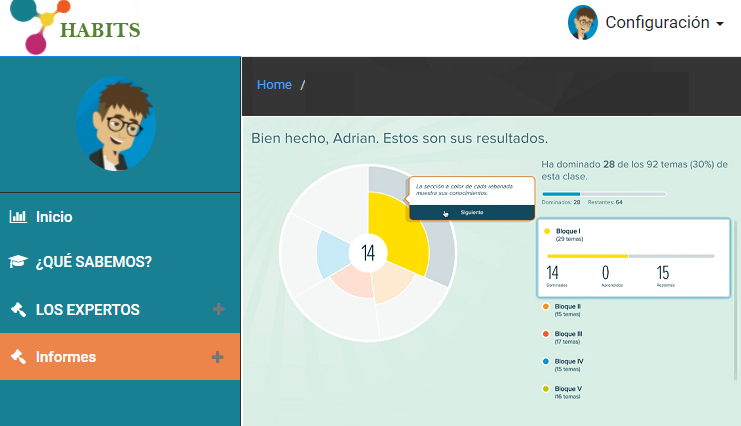 HABITS
Configuración
Home /
Inicio
¿QUÉ SABEMOS?
LOS EXPERTOS +
Informes +
Bien hecho, Adrian. Estos son sus resultados.
La sección a color de cada rebanada
muestra sus conocimientos.
Siguiente
14
Ha dominado 28 de los 92 temas (30%) de
esta clase.
Dominados: 28 Restantes: 64
Bloque I
(29 temas)
14 0 15
Dominados Aprendidos Restantes
Bloque II
(15 temas)
Bloque III
(17 temas)
Bloque IV
(15 temas)
Bloque V
(16 temas)